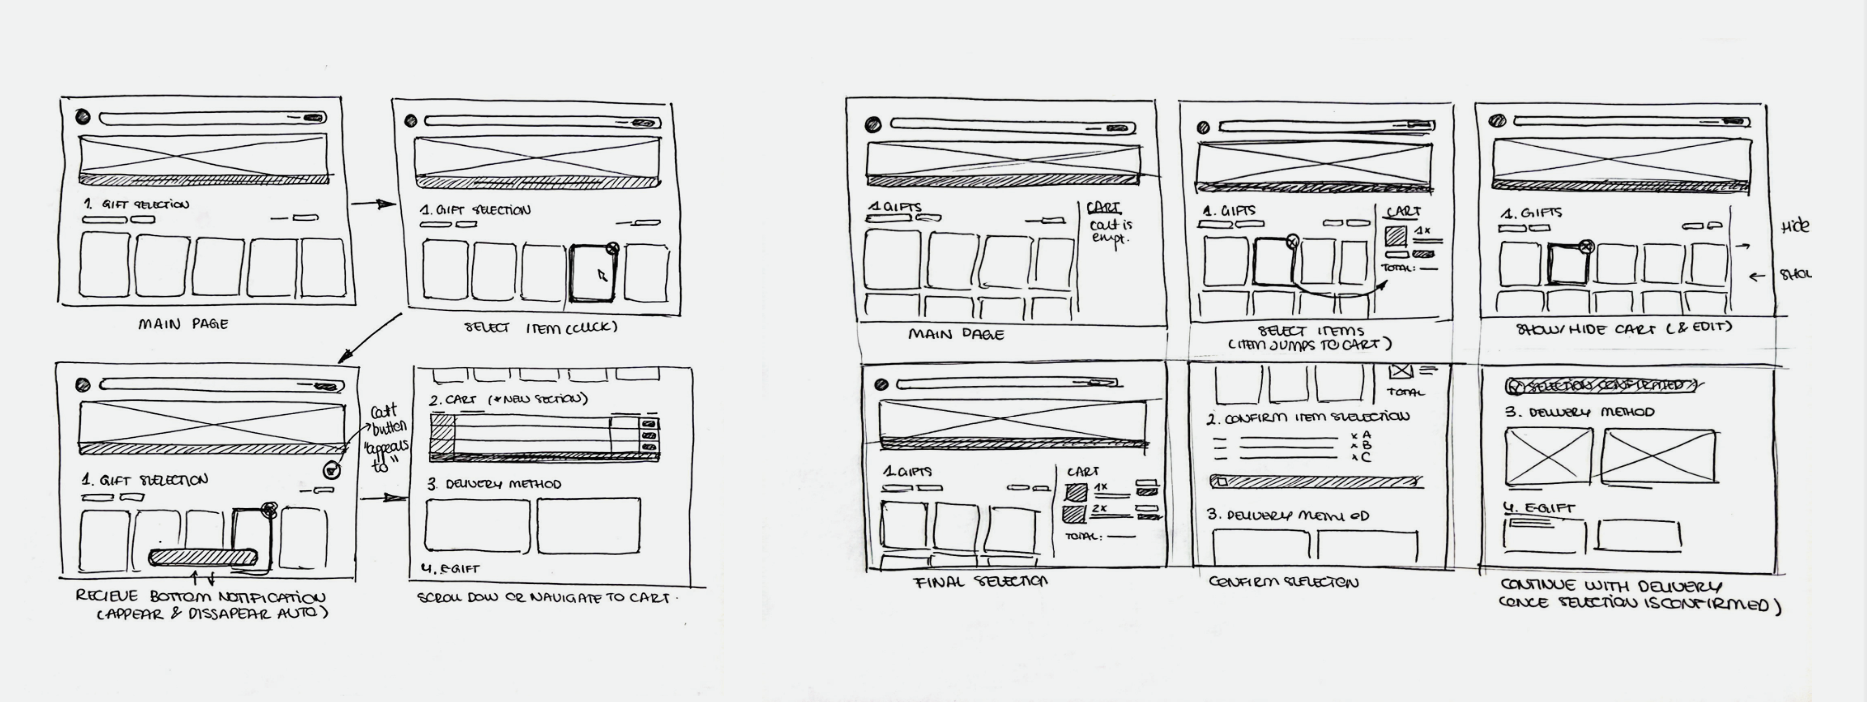 1. GIFT SELECTION
MAIN PAGE
1. GIFT SELECTION
SELECT ITEM (CLICK)
Cart
button
"appears
to"
1. GIFT SELECTION
RECIEVE BOTTOM NOTIFICATION
(APPEAR & DISSAPEAR AUTO)
2. CART (*NEW SECTION)
3. DELIVERY METHOD
4. E-GIFT
SCROLL DOW OR NAVIGATE TO CART.
1 GIFTS
CART
cart is
empt.
MAIN PAGE
1. GIFTS
CART
1x
TOTAL:
SELECT ITEMS
(ITEM JUMPS TO CART)
1. GIFTS
Hide
SHOW/HIDE CART (& EDIT)
1 GIFTS
CART
1x
2x
TOTAL:
FINAL SELECTION
TOTAL
2. CONFIRM ITEM SELECTION
x A
x B
x C
3. DELIVERY METHOD
CONFIRM SELECTION
SELECTION CONFIRMATED
3. DELIVERY METHOD
4. E-GIFT
CONTINUE WITH DELIVERY
(ONCE SELECTION IS CONFIRMED)